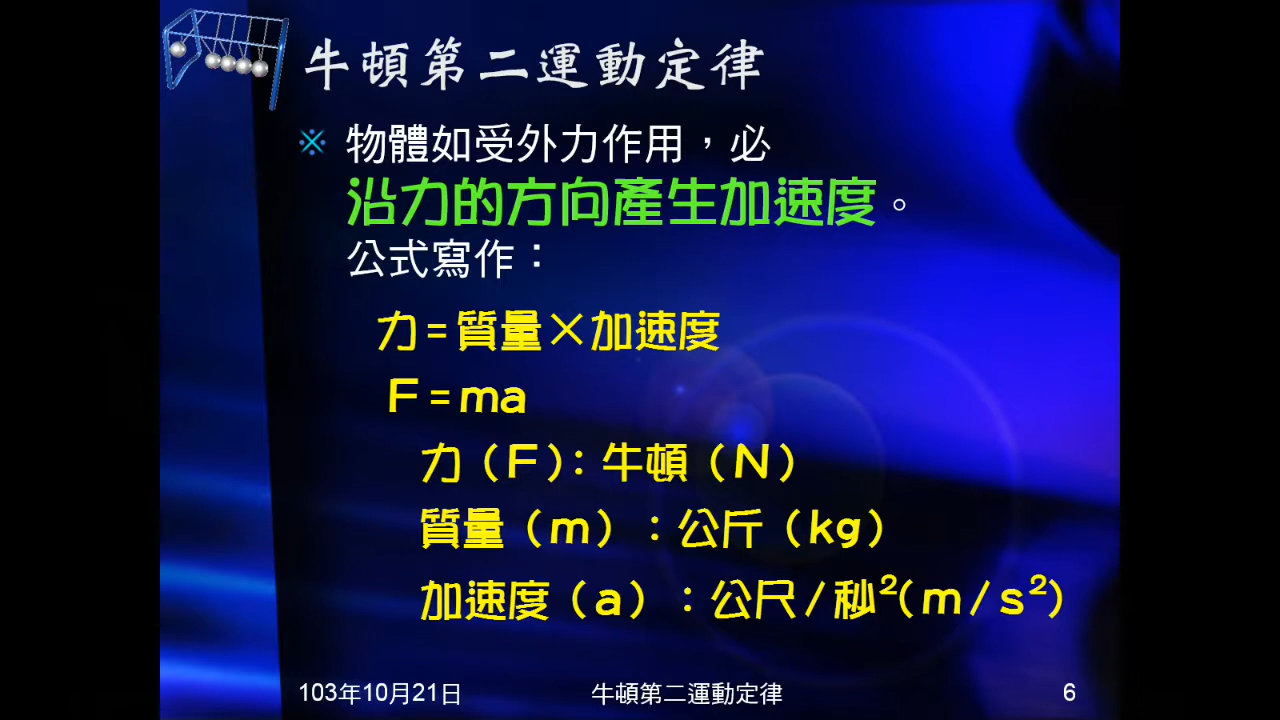 牛頓第二運動定律
※ 物體如受外力作用，必
沿力的方向產生加速度。
公式寫作：
力=質量×加速度
F=ma
力（F）：牛頓（N）
質量（m）：公斤（kg）
加速度（a）：公尺/秒²(m/s²)
103年10月21日 牛頓第二運動定律 6